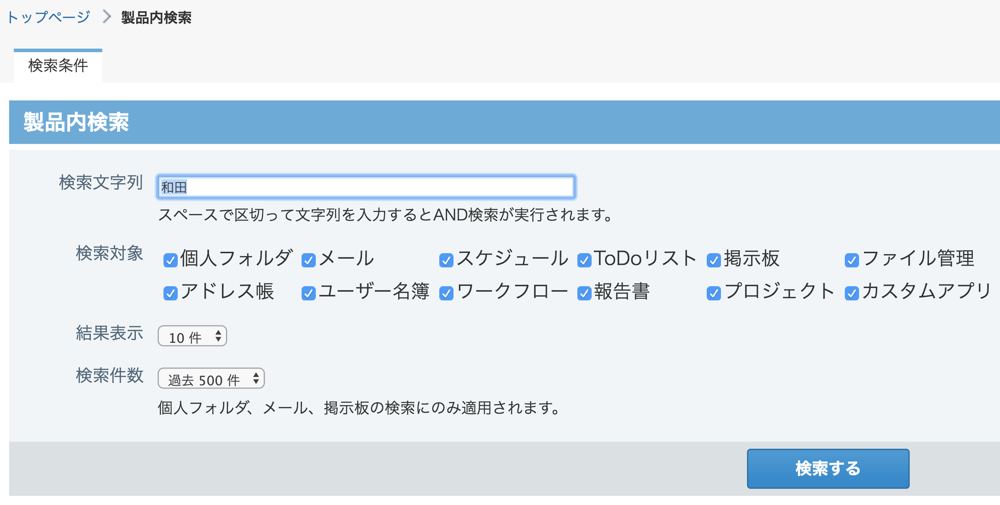 トップページ 製品内検索
検索条件
製品内検索
検索文字列 和田
スペースで区切って文字列を入力するとAND検索が実行されます。
検索対象 個人フォルダ メール スケジュール ToDoリスト 掲示板 ファイル管理
アドレス帳 ユーザー名簿 ワークフロー 報告書 プロジェクト カスタムアプリ
結果表示 10 件
検索件数 過去 500 件
個人フォルダ、メール、掲示板の検索にのみ適用されます。
検索する